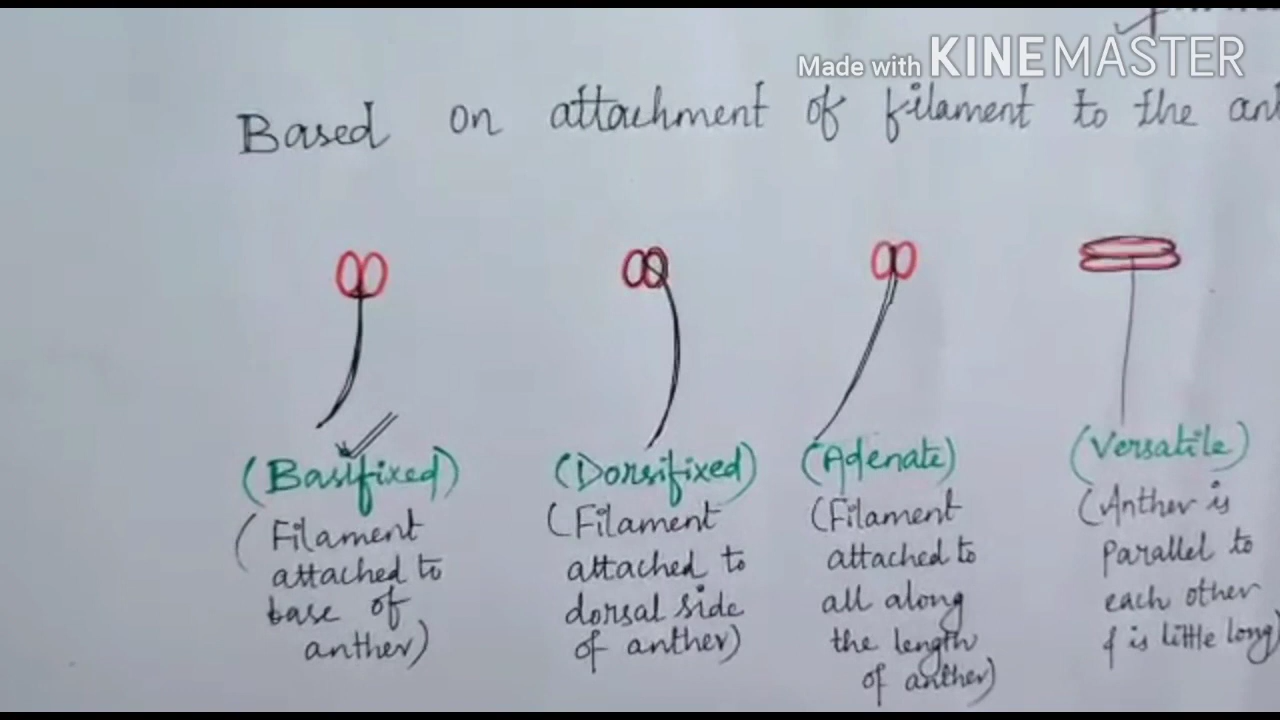 Made with KINEMASTER
Based on attachment of filament to the ant
(Basifixed)
(Filament
attached to
base of
anther)
(Dorsifixed)
(Filament
attached to
dorsal side
of anther)
(Adenate)
(Filament
attached to
all along
the length
of anther)
(Versatile)
(Anther is
parallel to
each other
& is little long)